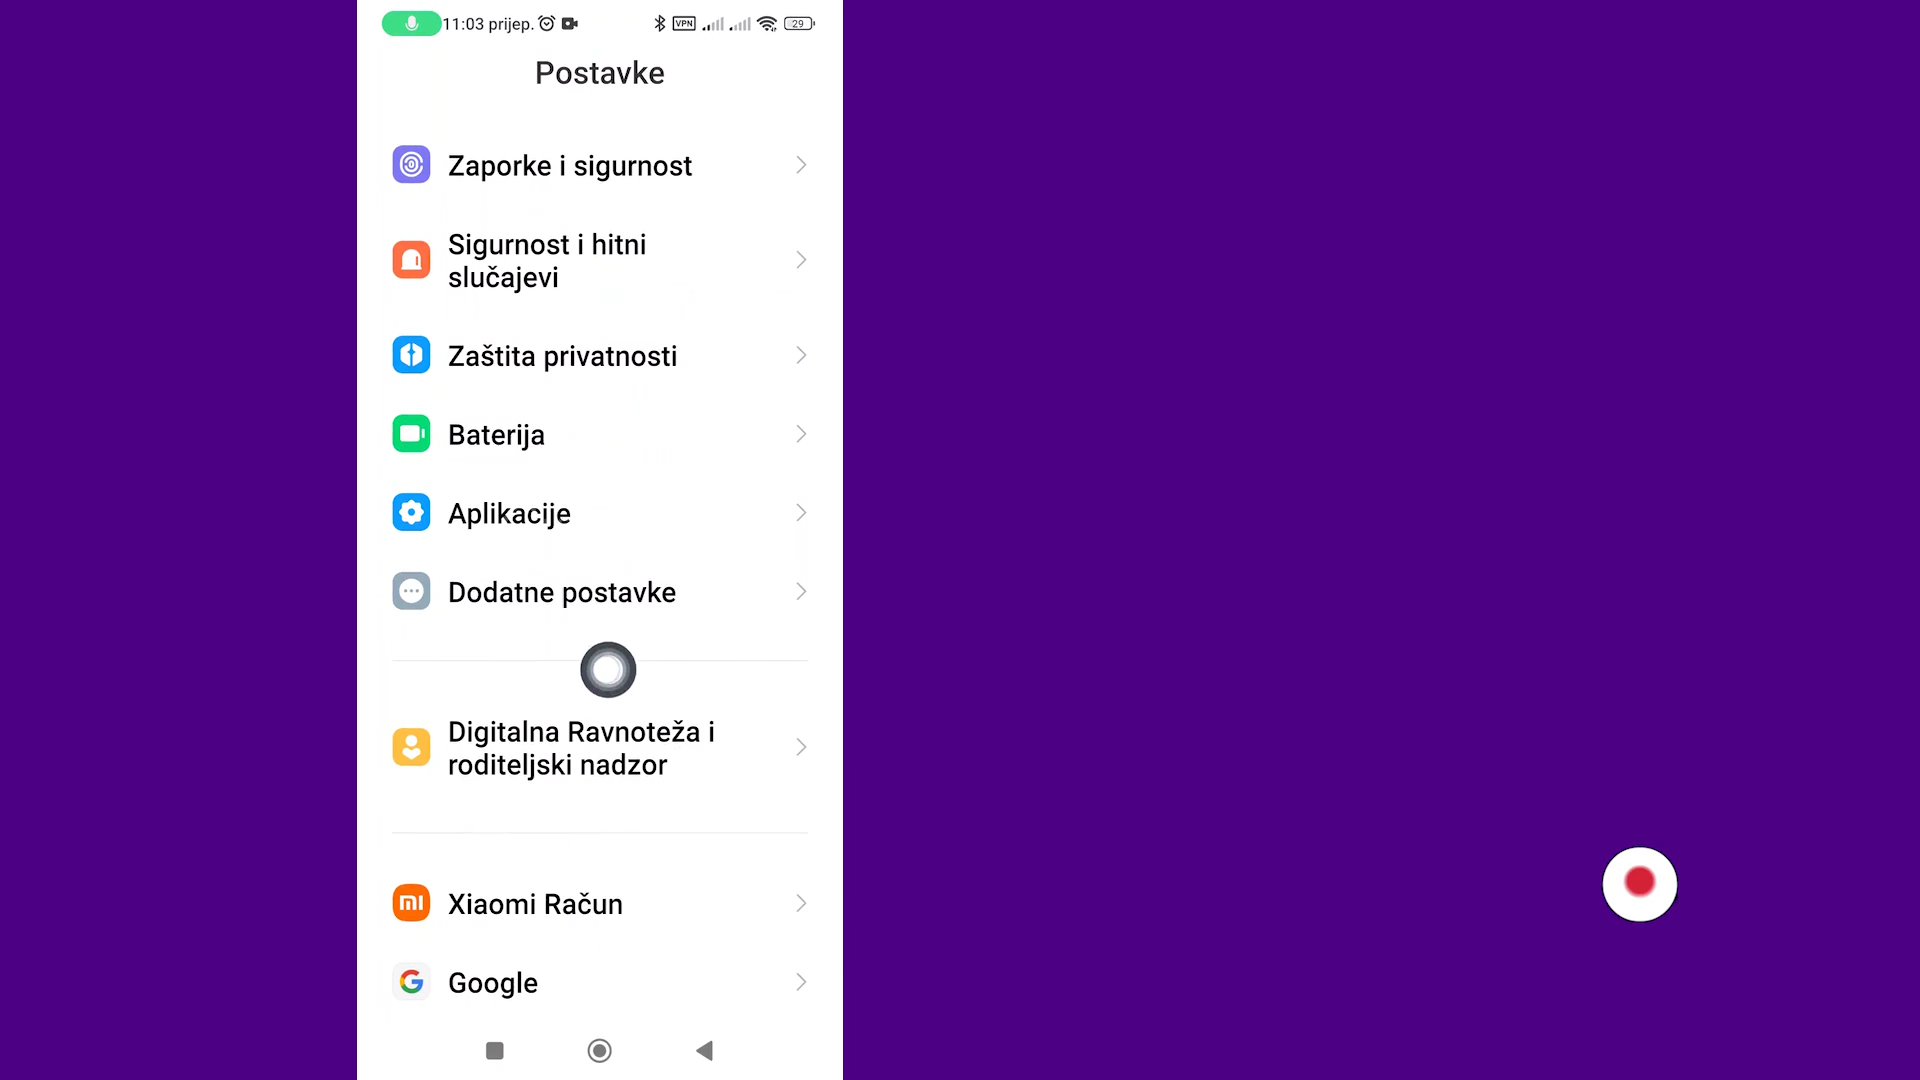 11:03 prijep.
VPN
29
Postavke
Zaporke i sigurnost
Sigurnost i hitni
slučajevi
Zaštita privatnosti
Baterija
Aplikacije
Dodatne postavke
Digitalna Ravnoteža i
roditeljski nadzor
mi
Xiaomi Račun
G
Google